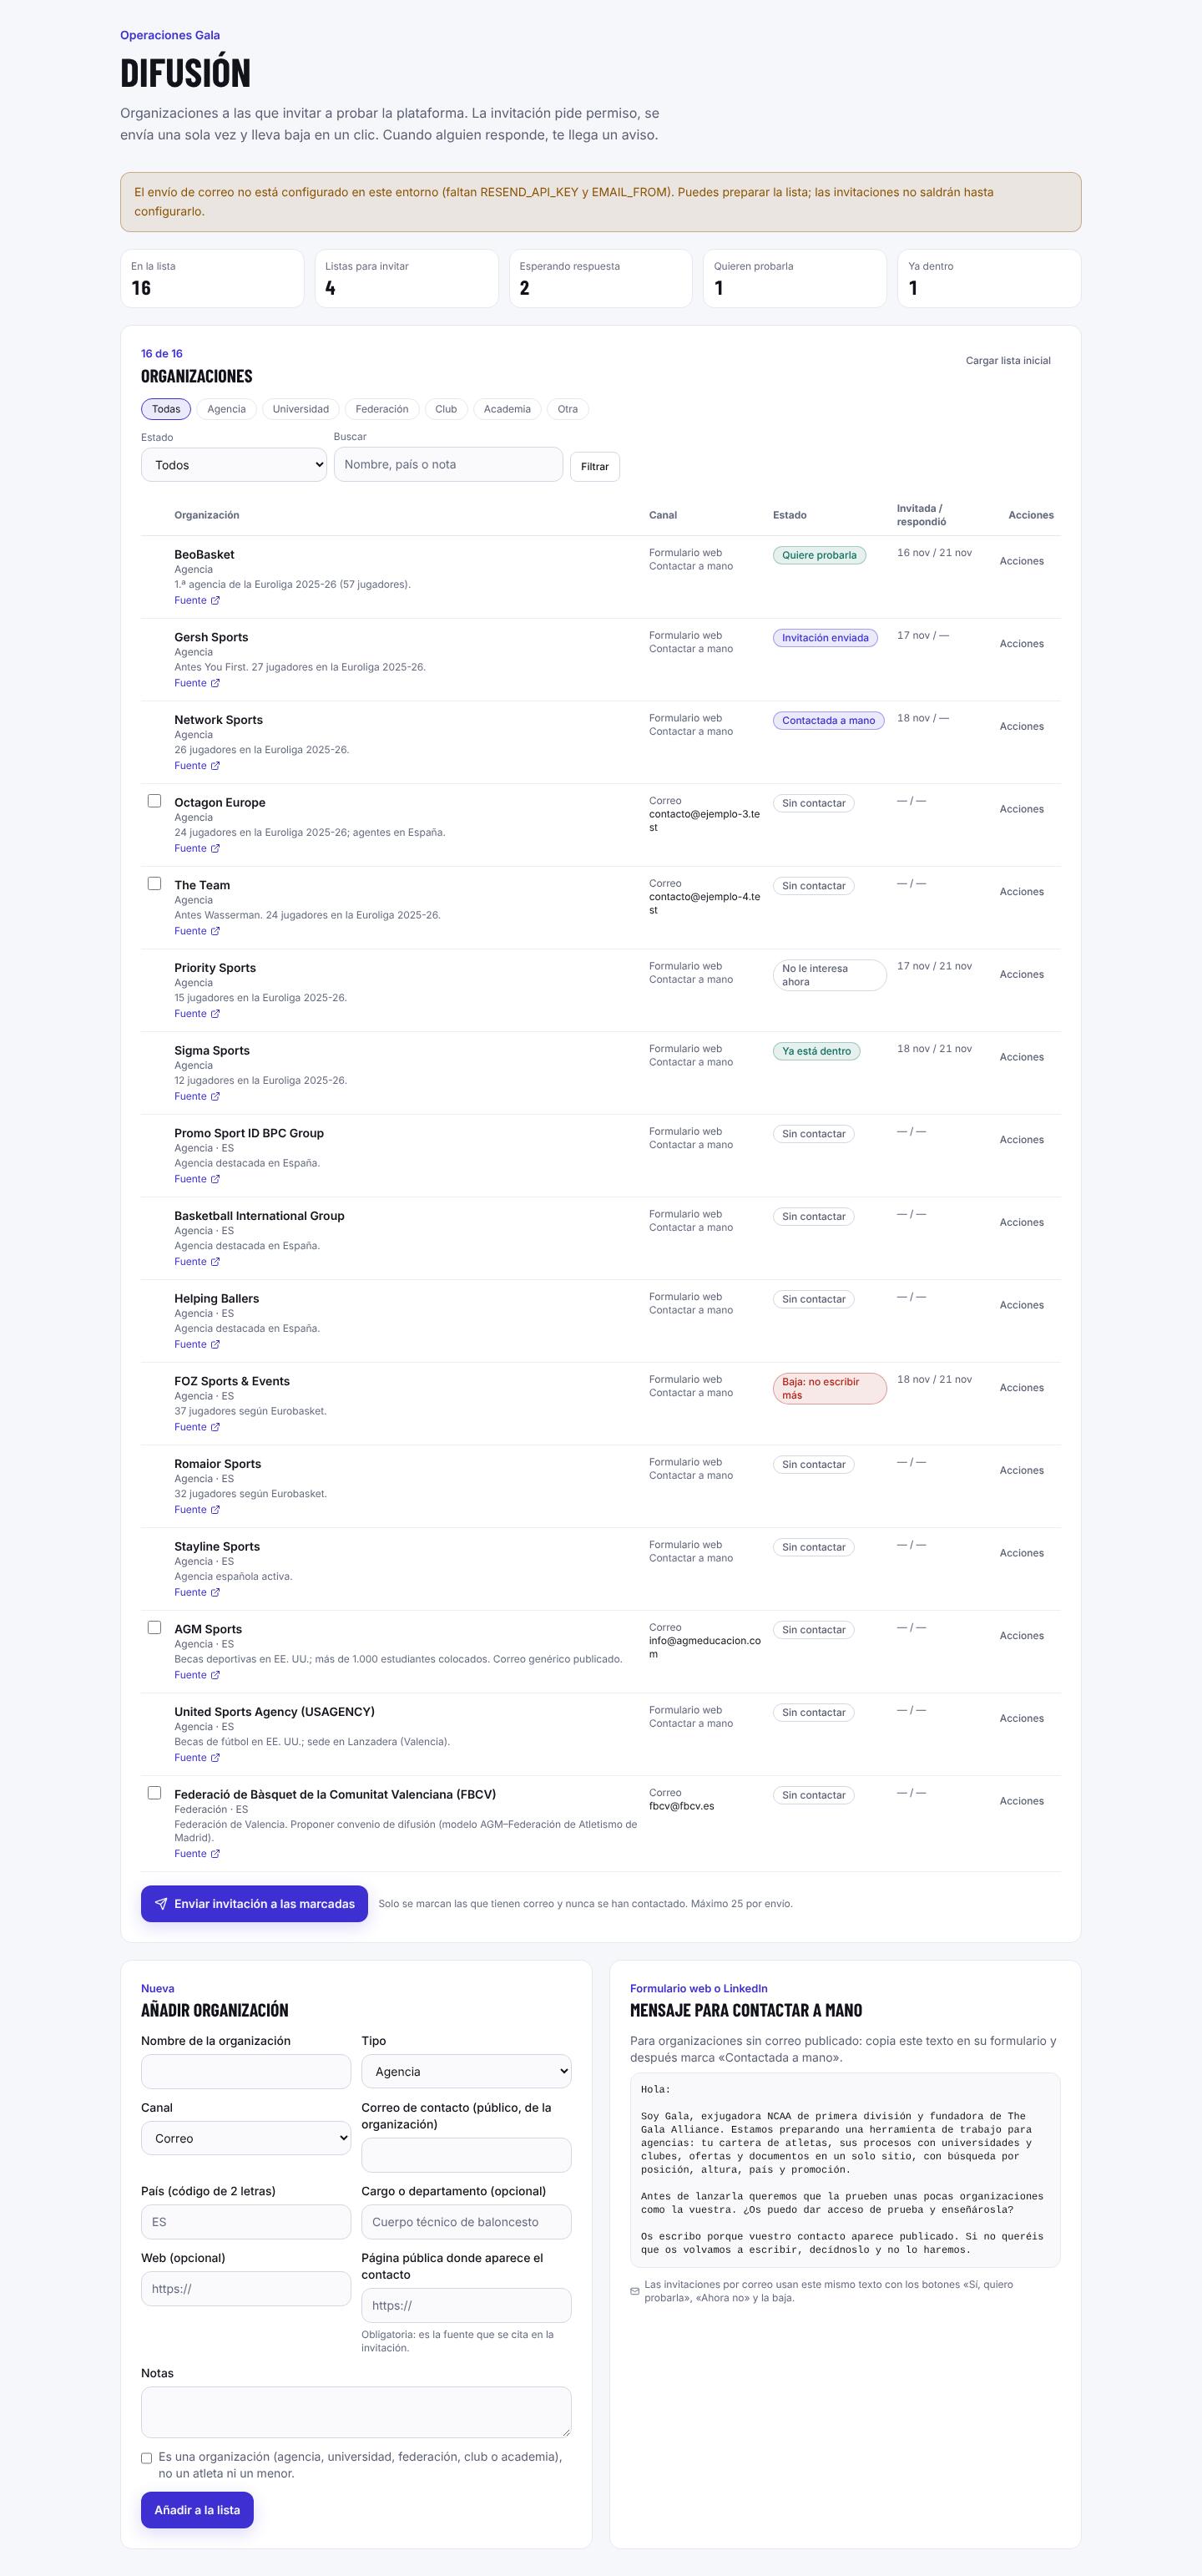 Operaciones Gala
DIFUSIÓN
Organizaciones a las que invitar a probar la plataforma. La invitación pide permiso, se
envía una sola vez y lleva baja en un clic. Cuando alguien responde, te llega un aviso.
El envío de correo no está configurado en este entorno (faltan RESEND_API_KEY y EMAIL_FROM). Puedes preparar la lista; las invitaciones no saldrán hasta
configurarlo.
En la lista
16
Listas para invitar
4
Esperando respuesta
2
Quieren probarla
1
Ya dentro
1
16 de 16
ORGANIZACIONES
Cargar lista inicial
Todas Agencia Universidad Federación Club Academia Otra
Estado
Todos
Buscar
Nombre, país o nota
Filtrar
Organización Canal Estado Invitada / respondió Acciones
BeoBasket
Agencia
1.ª agencia de la Euroliga 2025-26 (57 jugadores).
Fuente
Formulario web
Contactar a mano
Quiere probarla
16 nov / 21 nov
Acciones
Gersh Sports
Agencia
Antes You First. 27 jugadores en la Euroliga 2025-26.
Fuente
Formulario web
Contactar a mano
Invitación enviada
17 nov / —
Acciones
Network Sports
Agencia
26 jugadores en la Euroliga 2025-26.
Fuente
Formulario web
Contactar a mano
Contactada a mano
18 nov / —
Acciones
Octagon Europe
Agencia
24 jugadores en la Euroliga 2025-26; agentes en España.
Fuente
Correo
contacto@ejemplo-3.te
st
Sin contactar
— / —
Acciones
The Team
Agencia
Antes Wasserman. 24 jugadores en la Euroliga 2025-26.
Fuente
Correo
contacto@ejemplo-4.te
st
Sin contactar
— / —
Acciones
Priority Sports
Agencia
15 jugadores en la Euroliga 2025-26.
Fuente
Formulario web
Contactar a mano
No le interesa
ahora
17 nov / 21 nov
Acciones
Sigma Sports
Agencia
12 jugadores en la Euroliga 2025-26.
Fuente
Formulario web
Contactar a mano
Ya está dentro
18 nov / 21 nov
Acciones
Promo Sport ID BPC Group
Agencia · ES
Agencia destacada en España.
Fuente
Formulario web
Contactar a mano
Sin contactar
— / —
Acciones
Basketball International Group
Agencia · ES
Agencia destacada en España.
Fuente
Formulario web
Contactar a mano
Sin contactar
— / —
Acciones
Helping Ballers
Agencia · ES
Agencia destacada en España.
Fuente
Formulario web
Contactar a mano
Sin contactar
— / —
Acciones
FOZ Sports & Events
Agencia · ES
37 jugadores según Eurobasket.
Fuente
Formulario web
Contactar a mano
Baja: no escribir
más
18 nov / 21 nov
Acciones
Romaior Sports
Agencia · ES
32 jugadores según Eurobasket.
Fuente
Formulario web
Contactar a mano
Sin contactar
— / —
Acciones
Stayline Sports
Agencia · ES
Agencia española activa.
Fuente
Formulario web
Contactar a mano
Sin contactar
— / —
Acciones
AGM Sports
Agencia · ES
Becas deportivas en EE. UU.; más de 1.000 estudiantes colocados. Correo genérico publicado.
Fuente
Correo
info@agmeducacion.co
m
Sin contactar
— / —
Acciones
United Sports Agency (USAGENCY)
Agencia · ES
Becas de fútbol en EE. UU.; sede en Lanzadera (Valencia).
Fuente
Formulario web
Contactar a mano
Sin contactar
— / —
Acciones
Federació de Bàsquet de la Comunitat Valenciana (FBCV)
Federación · ES
Federación de Valencia. Proponer convenio de difusión (modelo AGM–Federación de Atletismo de
Madrid).
Fuente
Correo
fbcv@fbcv.es
Sin contactar
— / —
Acciones
Enviar invitación a las marcadas
Solo se marcan las que tienen correo y nunca se han contactado. Máximo 25 por envío.
Nueva
AÑADIR ORGANIZACIÓN
Nombre de la organización
Tipo
Agencia
Canal
Correo
Correo de contacto (público, de la
organización)
País (código de 2 letras)
ES
Cargo o departamento (opcional)
Cuerpo técnico de baloncesto
Web (opcional)
https://
Página pública donde aparece el
contacto
https://
Obligatoria: es la fuente que se cita en la
invitación.
Notas
Es una organización (agencia, universidad, federación, club o academia),
no un atleta ni un menor.
Añadir a la lista
Formulario web o LinkedIn
MENSAJE PARA CONTACTAR A MANO
Para organizaciones sin correo publicado: copia este texto en su formulario y
después marca «Contactada a mano».
Hola:
Soy Gala, exjugadora NCAA de primera división y fundadora de The
Gala Alliance. Estamos preparando una herramienta de trabajo para
agencias: tu cartera de atletas, sus procesos con universidades y
clubes, ofertas y documentos en un solo sitio, con búsqueda por
posición, altura, país y promoción.
Antes de lanzarla queremos que la prueben unas pocas organizaciones
como la vuestra. ¿Os puedo dar acceso de prueba y enseñárosla?
Os escribo porque vuestro contacto aparece publicado. Si no queréis
que os volvamos a escribir, decídnoslo y no lo haremos.
Las invitaciones por correo usan este mismo texto con los botones «Sí, quiero
probarla», «Ahora no» y la baja.